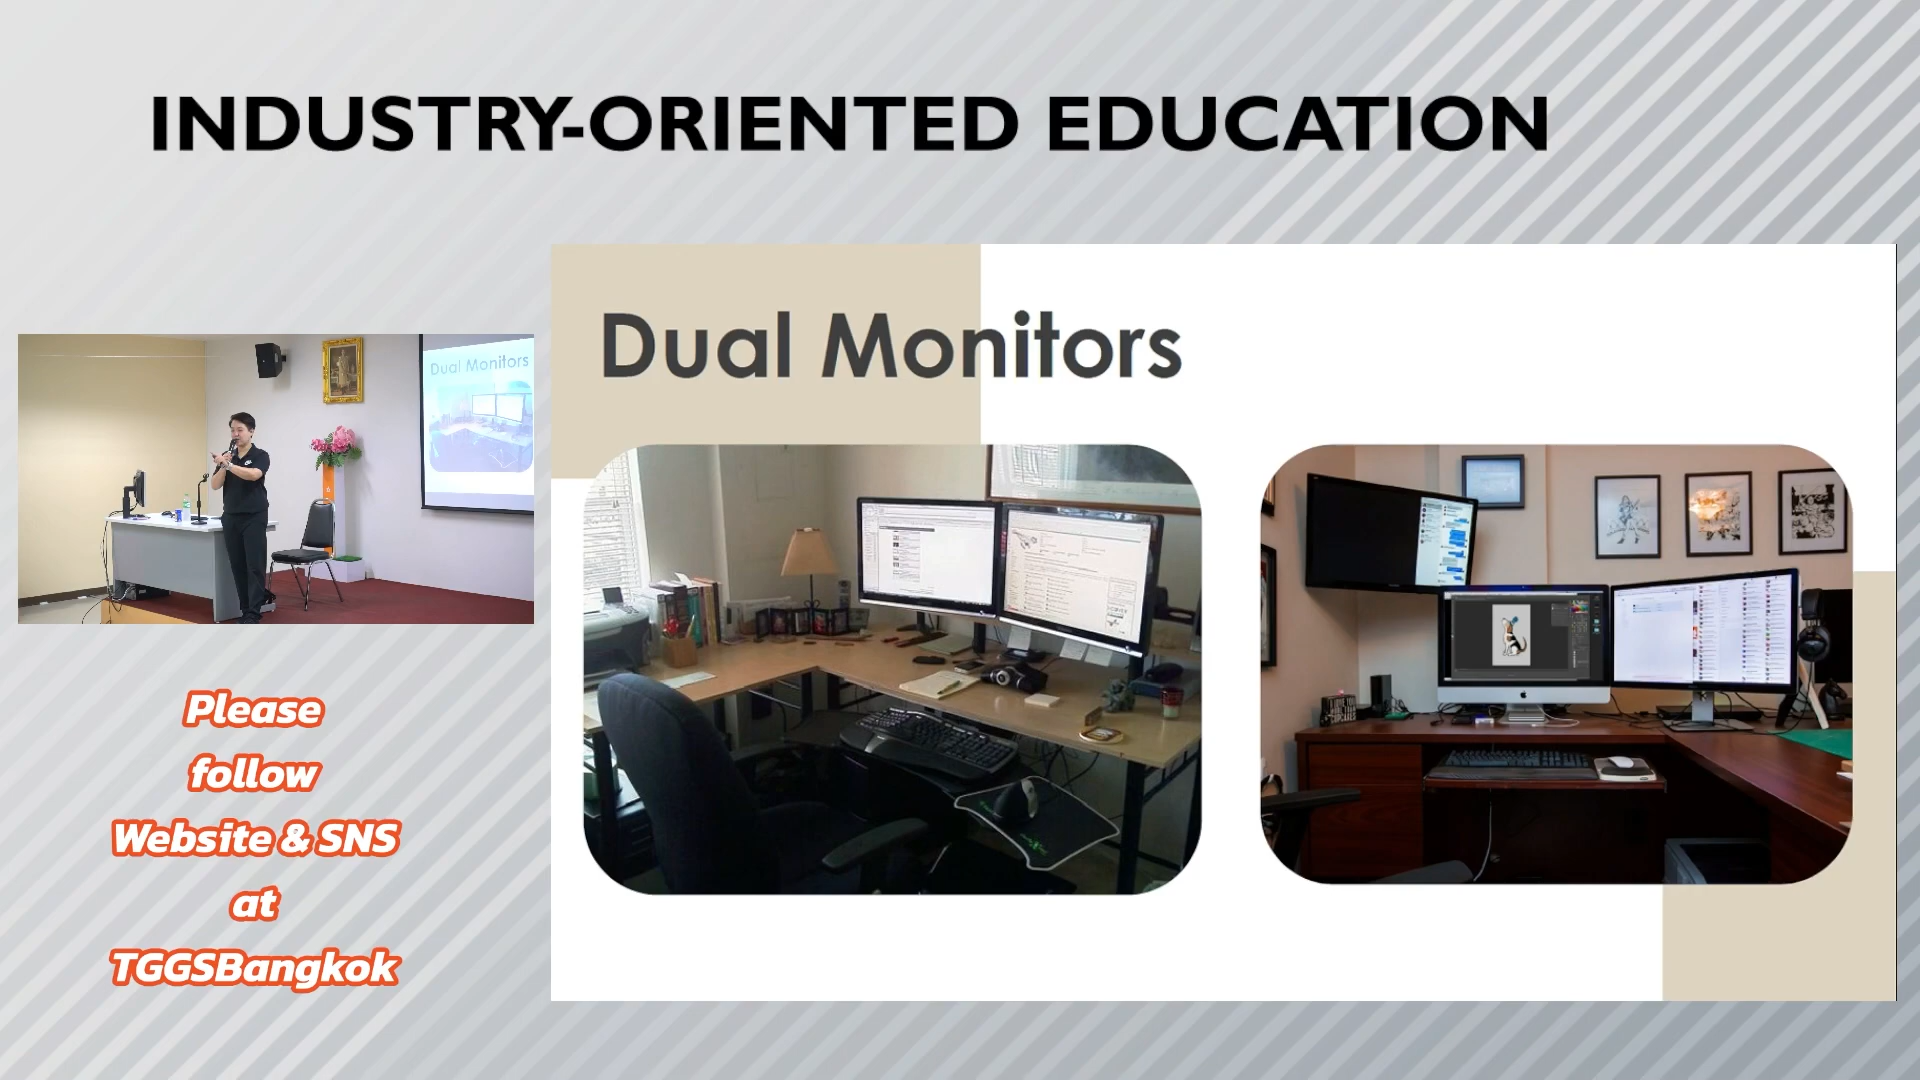 INDUSTRY-ORIENTED EDUCATION
Dual Monitors
Dual Monitors
Please
follow
Website & SNS
at
TGGSBangkok